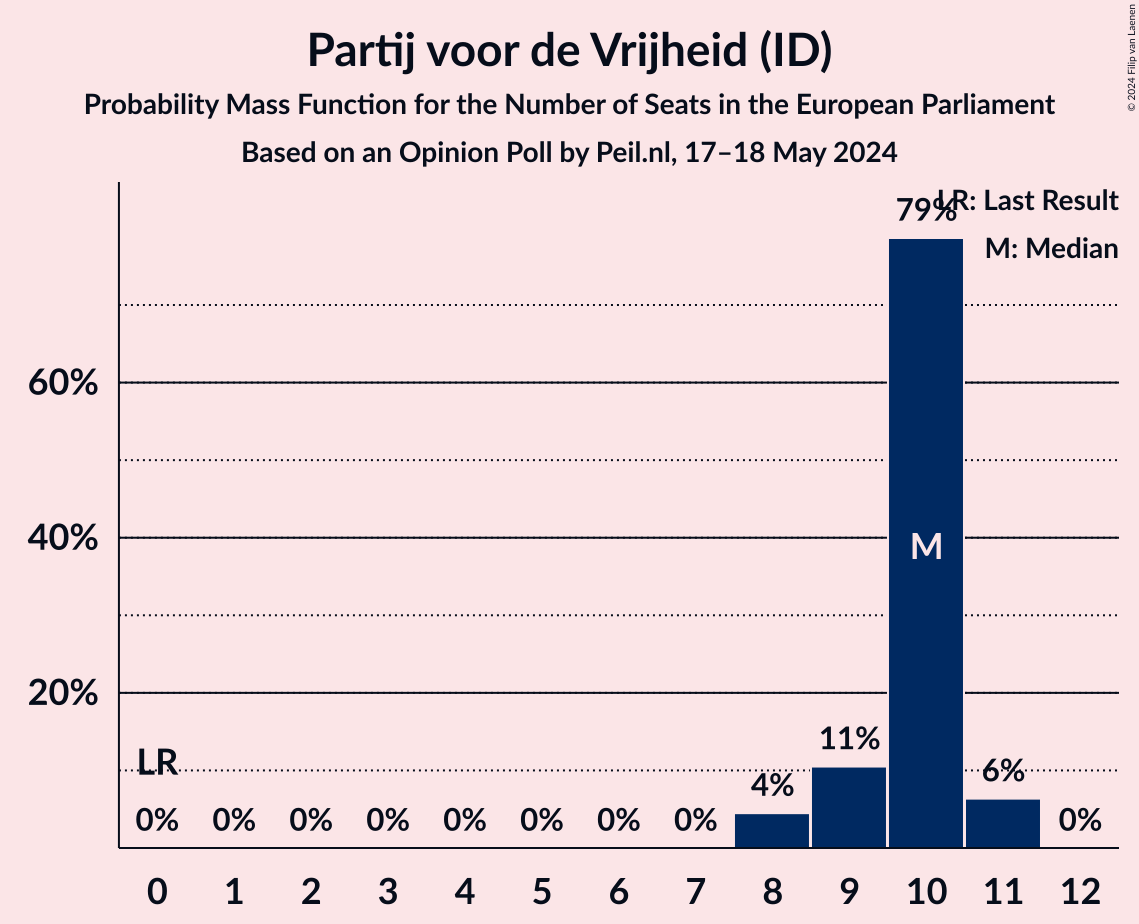 Partij voor de Vrijheid (ID)
Probability Mass Function for the Number of Seats in the European Parliament
Based on an Opinion Poll by Peil.nl, 17–18 May 2024
© 2024 Filip van Laenen
LR: Last Result
M: Median
79%
60%
40%
M
20%
11%
LR
6%
4%
0% 0% 0% 0% 0% 0% 0% 0% 0%
0 1 2 3 4 5 6 7 8 9 10 11 12